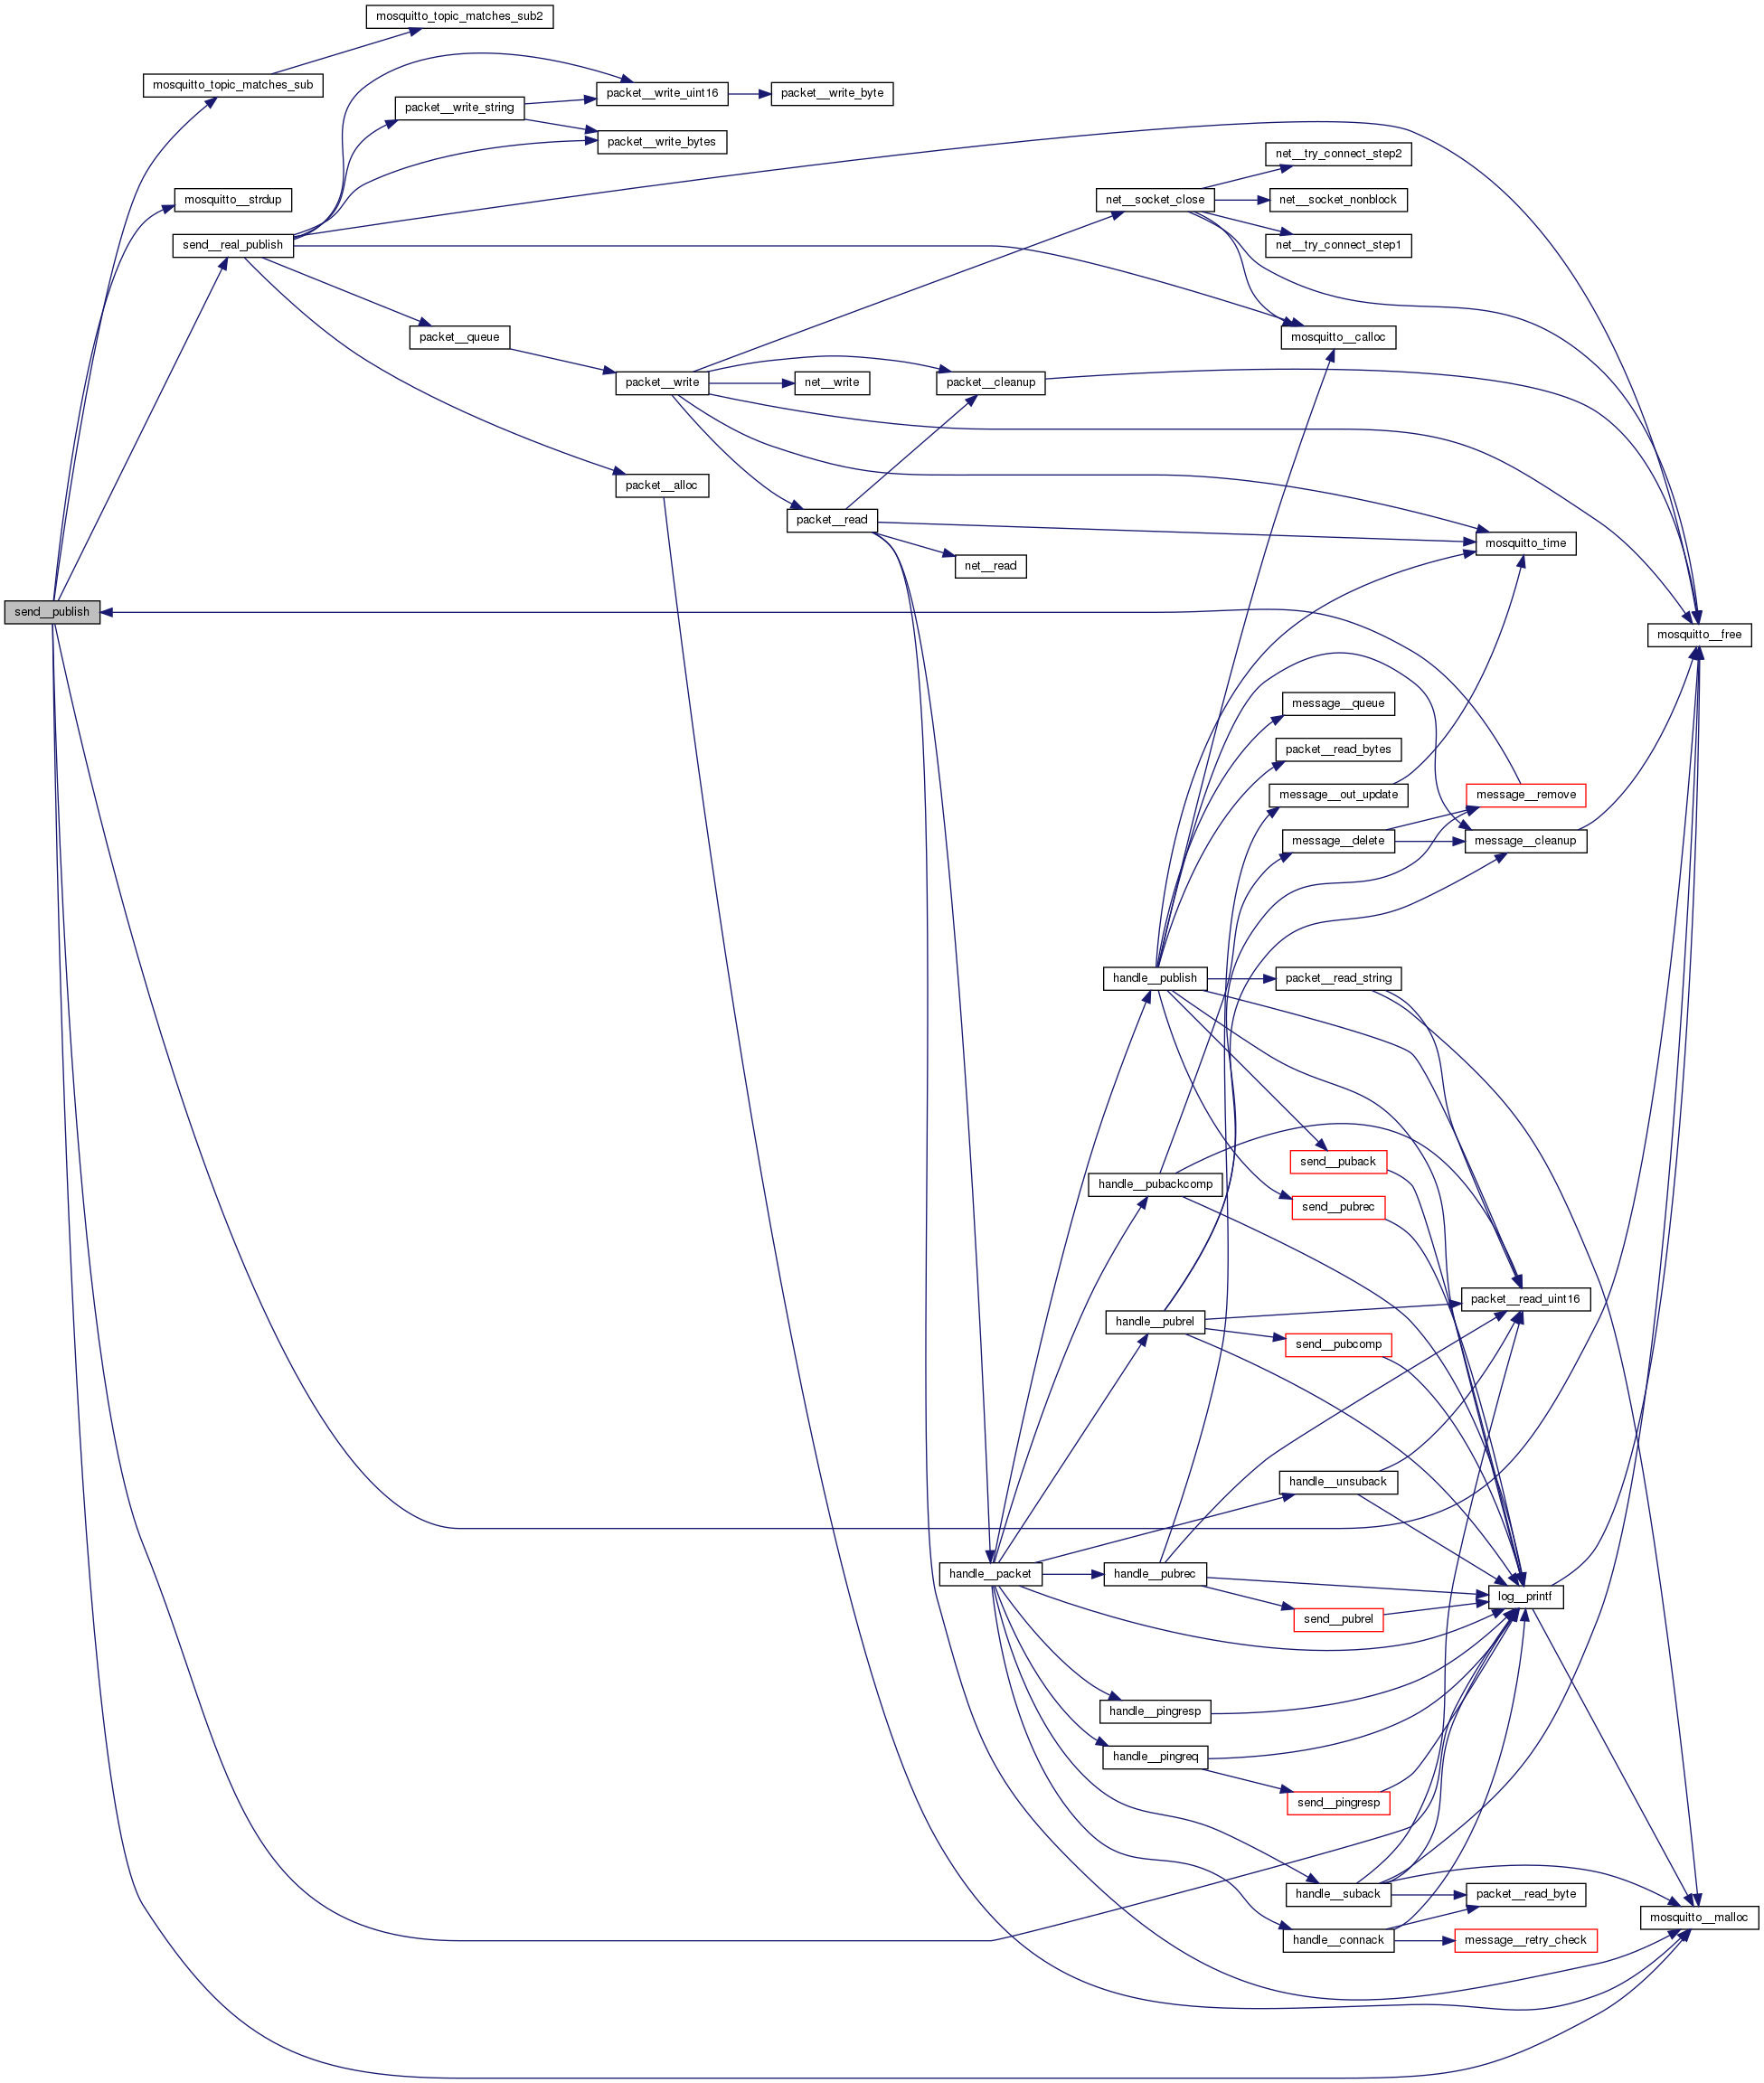 mosquitto_topic_matches_sub2
mosquitto_topic_matches_sub
packet__write_uint16
packet__write_byte
packet__write_string
packet__write_bytes
net__try_connect_step2
mosquitto__strdup
net__socket_close
net__socket_nonblock
send__real_publish
net__try_connect_step1
packet__queue
mosquitto__calloc
packet__write
net__write
packet__cleanup
packet__alloc
packet__read
mosquitto_time
net__read
send__publish
mosquitto__free
message__queue
packet__read_bytes
message__out_update
message__remove
message__delete
message__cleanup
handle__publish
packet__read_string
send__puback
handle__pubackcomp
send__pubrec
packet__read_uint16
handle__pubrel
send__pubcomp
handle__unsuback
handle__packet
handle__pubrec
log__printf
send__pubrel
handle__pingresp
handle__pingreq
send__pingresp
handle__suback
packet__read_byte
mosquitto__malloc
handle__connack
message__retry_check